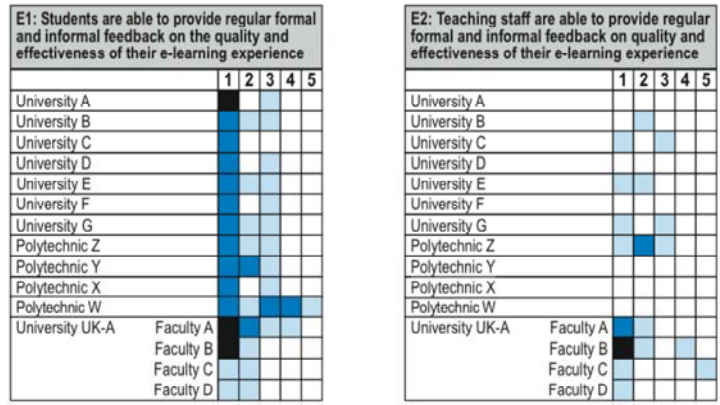 E1: Students are able to provide regular formal
and informal feedback on the quality and
effectiveness of their e-learning experience
1 2 3 4 5
University A
University B
University C
University D
University E
University F
University G
Polytechnic Z
Polytechnic Y
Polytechnic X
Polytechnic W
University UK-A Faculty A
Faculty B
Faculty C
Faculty D
E2: Teaching staff are able to provide regular
formal and informal feedback on quality and
effectiveness of their e-learning experience
1 2 3 4 5
University A
University B
University C
University D
University E
University F
University G
Polytechnic Z
Polytechnic Y
Polytechnic X
Polytechnic W
University UK-A Faculty A
Faculty B
Faculty C
Faculty D